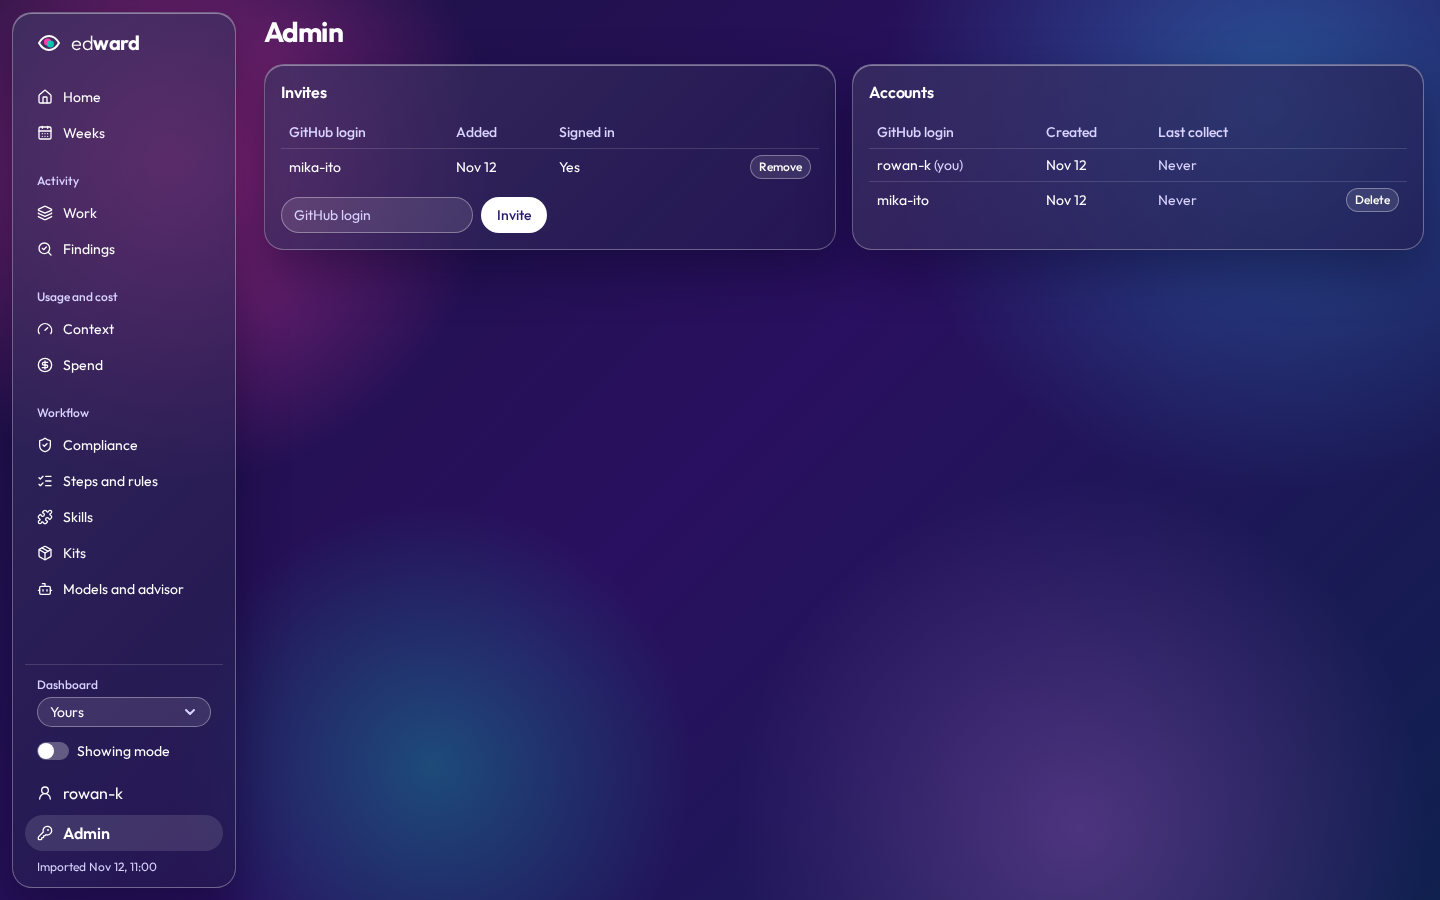 edward
Home
Weeks
Activity
Work
Findings
Usage and cost
Context
Spend
Workflow
Compliance
Steps and rules
Skills
Kits
Models and advisor
Dashboard
Yours
Showing mode
rowan-k
Admin
Imported Nov 12, 11:00
Admin
Invites
GitHub login Added Signed in
mika-ito Nov 12 Yes Remove
GitHub login Invite
Accounts
GitHub login Created Last collect
rowan-k (you) Nov 12 Never
mika-ito Nov 12 Never Delete